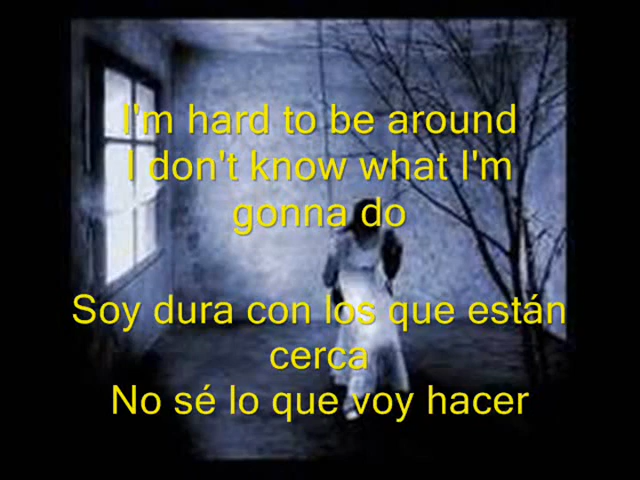 I'm hard to be around
I don't know what I'm
gonna do
Soy dura con los que están
cerca
No sé lo que voy hacer